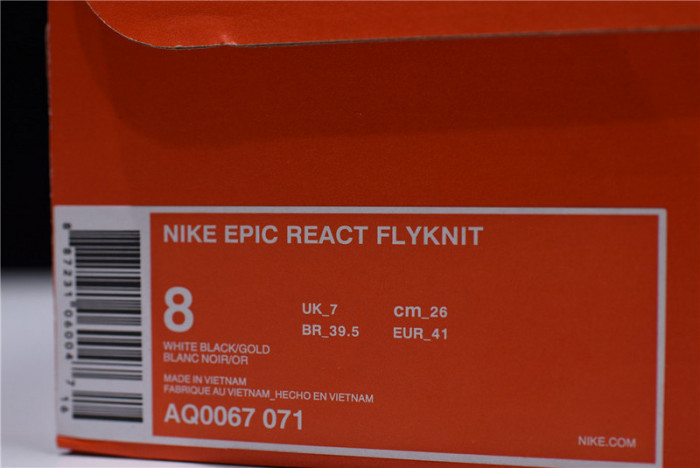 NIKE EPIC REACT FLYKNIT
8
UK_7 cm_26
BR_39.5 EUR_41
WHITE BLACK/GOLD
BLANC NOIR/OR
MADE IN VIETNAM
FABRIQUE AU VIETNAM_HECHO EN VIETNAM
AQ0067 071
NIKE.COM